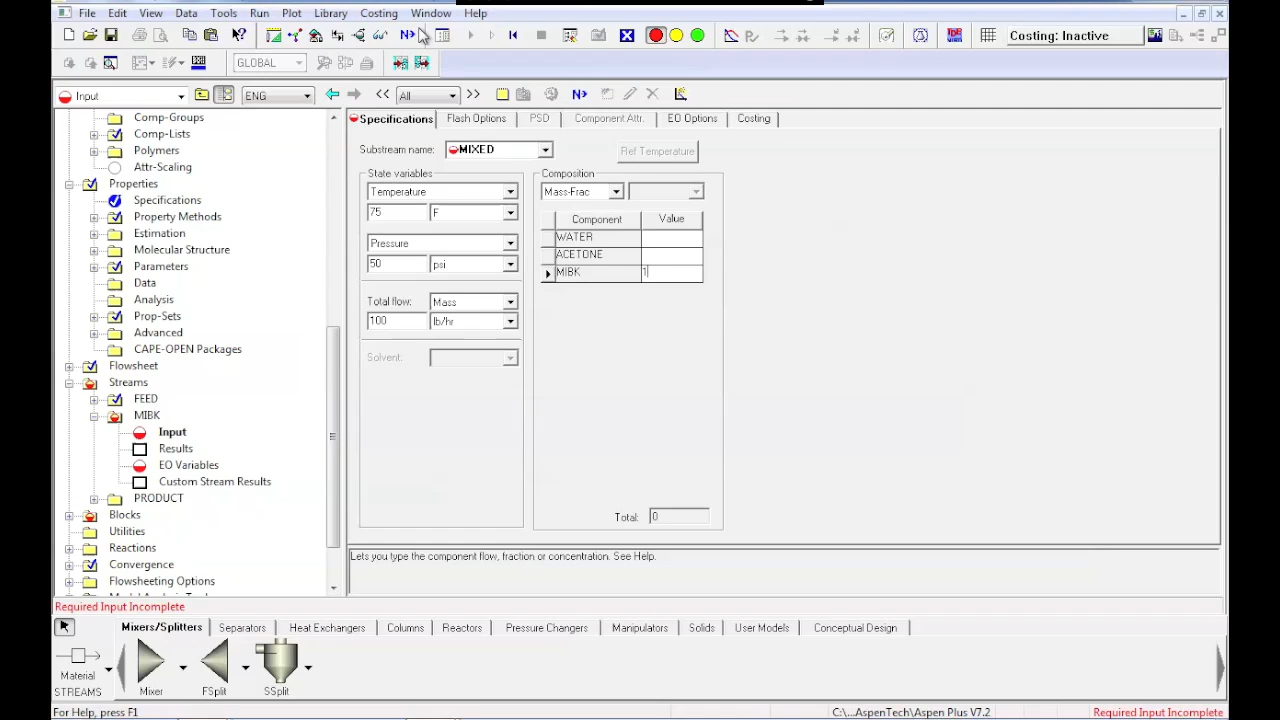 File Edit View Data Tools Run Plot Library Costing Window Help
N>
GLOBAL
Costing: Inactive
Input
ENG
<<
All
>>
N>
Comp-Groups
Comp-Lists
Polymers
Attr-Scaling
Properties
Specifications
Property Methods
Estimation
Molecular Structure
Parameters
Data
Analysis
Prop-Sets
Advanced
CAPE-OPEN Packages
Flowsheet
Streams
FEED
MIBK
Input
Results
EO Variables
Custom Stream Results
PRODUCT
Blocks
Utilities
Reactions
Convergence
Flowsheeting Options
Specifications Flash Options PSD Component Attr. EO Options Costing
Substream name: MIXED Ref Temperature
State variables
Temperature
75 F
Pressure
50 psi
Total flow: Mass
100 lb/hr
Solvent:
Composition
Mass-Frac
Component Value
WATER
ACETONE
MIBK 1
Total: 0
Lets you type the component flow, fraction or concentration. See Help.
Required Input Incomplete
Mixers/Splitters Separators Heat Exchangers Columns Reactors Pressure Changers Manipulators Solids User Models Conceptual Design
Material
STREAMS
Mixer FSplit SSplit
For Help, press F1
C:\...AspenTech\Aspen Plus V7.2
Required Input Incomplete